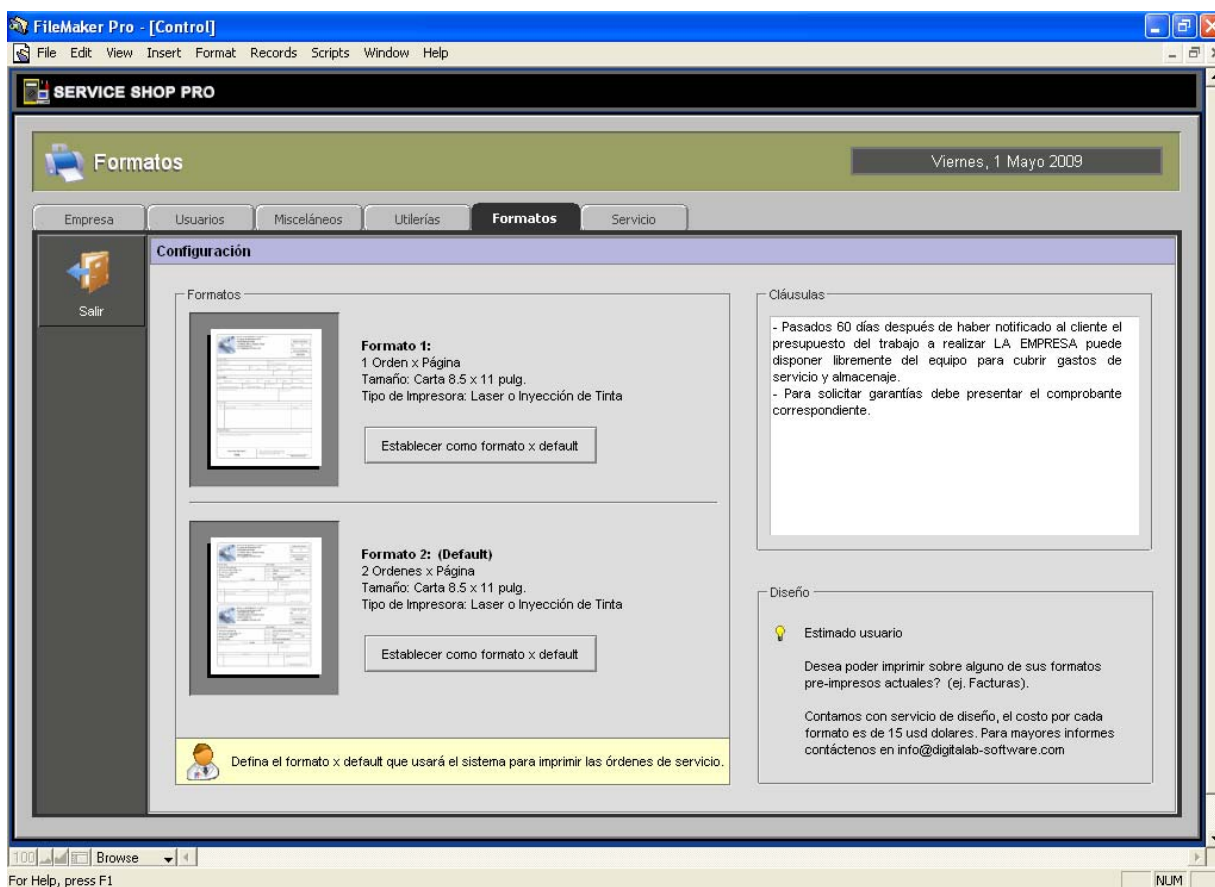 FileMaker Pro - [Control]
File Edit View Insert Format Records Scripts Window Help
SERVICE SHOP PRO
Formatos
Viernes, 1 Mayo 2009
Empresa Usuarios Misceláneos Utilerías Formatos Servicio
Salir
Configuración
Formatos
Formato 1:
1 Orden x Página
Tamaño: Carta 8.5 x 11 pulg.
Tipo de Impresora: Laser o Inyección de Tinta
Establecer como formato x default
Formato 2: (Default)
2 Ordenes x Página
Tamaño: Carta 8.5 x 11 pulg.
Tipo de Impresora: Laser o Inyección de Tinta
Establecer como formato x default
Defina el formato x default que usará el sistema para imprimir las órdenes de servicio.
Cláusulas
- Pasados 60 días después de haber notificado al cliente el
presupuesto del trabajo a realizar LA EMPRESA puede
disponer libremente del equipo para cubrir gastos de
servicio y almacenaje.
- Para solicitar garantías debe presentar el comprobante
correspondiente.
Diseño
Estimado usuario
Desea poder imprimir sobre alguno de sus formatos
pre-impresos actuales? (ej. Facturas).
Contamos con servicio de diseño, el costo por cada
formato es de 15 usd dolares. Para mayores informes
contáctenos en info@digitalab-software.com
100 Browse
For Help, press F1
NUM